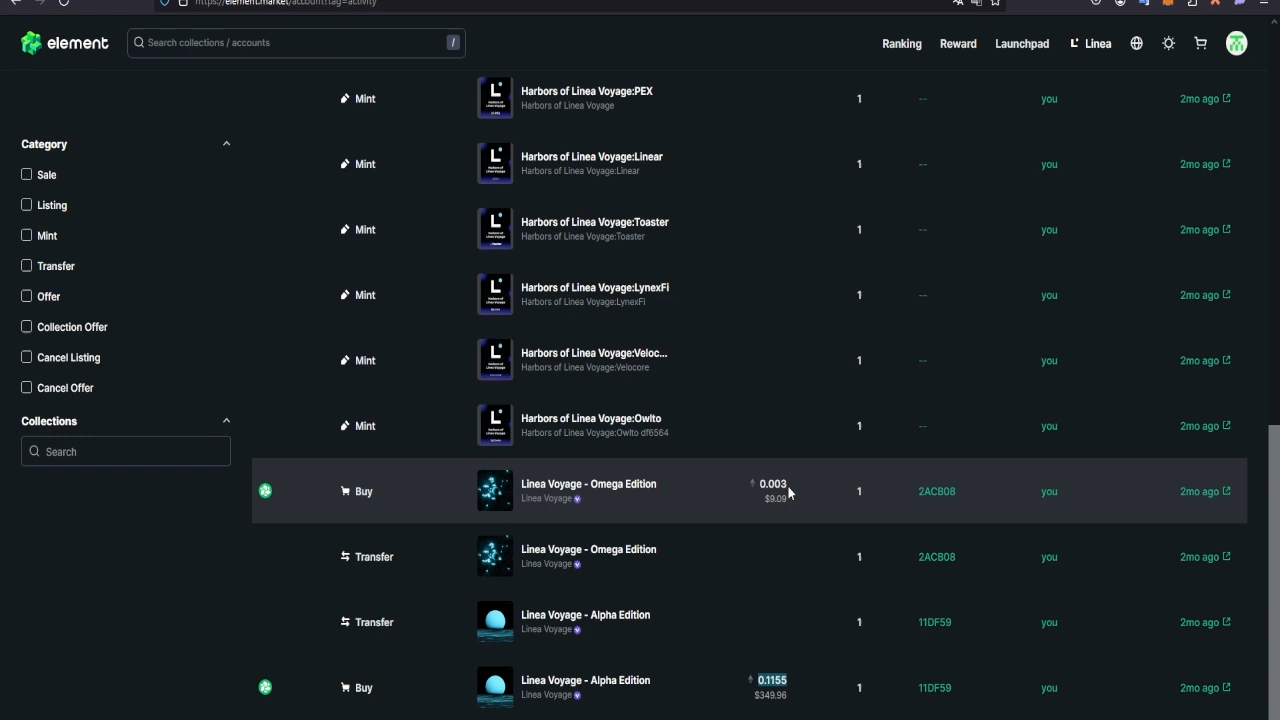 https://element.market/account?tag=activity
element
Search collections / accounts
/
Ranking
Reward
Launchpad
Linea
Category
Sale
Listing
Mint
Transfer
Offer
Collection Offer
Cancel Listing
Cancel Offer
Collections
Search
Mint
Harbors of Linea Voyage:PEX
Harbors of Linea Voyage
1
--
you
2mo ago
Mint
Harbors of Linea Voyage:Linear
Harbors of Linea Voyage:Linear
1
--
you
2mo ago
Mint
Harbors of Linea Voyage:Toaster
Harbors of Linea Voyage:Toaster
1
--
you
2mo ago
Mint
Harbors of Linea Voyage:LynexFi
Harbors of Linea Voyage:LynexFi
1
--
you
2mo ago
Mint
Harbors of Linea Voyage:Veloc...
Harbors of Linea Voyage:Velocore
1
--
you
2mo ago
Mint
Harbors of Linea Voyage:Owlto
Harbors of Linea Voyage:Owlto df6564
1
--
you
2mo ago
Buy
Linea Voyage - Omega Edition
Linea Voyage
0.003
$9.09
1
2ACB08
you
2mo ago
Transfer
Linea Voyage - Omega Edition
Linea Voyage
1
2ACB08
you
2mo ago
Transfer
Linea Voyage - Alpha Edition
Linea Voyage
1
11DF59
you
2mo ago
Buy
Linea Voyage - Alpha Edition
Linea Voyage
0.1155
$349.96
1
11DF59
you
2mo ago